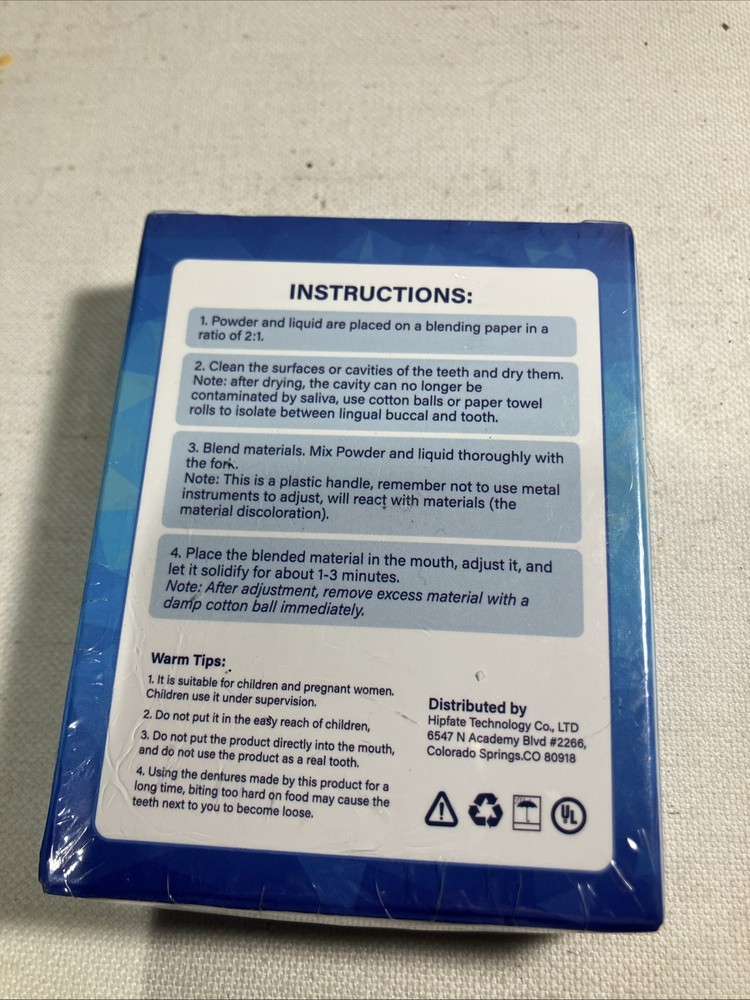 INSTRUCTIONS:
1. Powder and liquid are placed on a blending paper in a
ratio of 2:1.
2. Clean the surfaces or cavities of the teeth and dry them.
Note: after drying, the cavity can no longer be
contaminated by saliva, use cotton balls or paper towel
rolls to isolate between lingual buccal and tooth.
3. Blend materials. Mix Powder and liquid thoroughly with
the fork.
Note: This is a plastic handle, remember not to use metal
instruments to adjust, will react with materials (the
material discoloration).
4. Place the blended material in the mouth, adjust it, and
let it solidify for about 1-3 minutes.
Note: After adjustment, remove excess material with a
damp cotton ball immediately.
Warm Tips:
1. It is suitable for children and pregnant women.
Children use it under supervision.
2. Do not put it in the easy reach of children,
3. Do not put the product directly into the mouth,
and do not use the product as a real tooth.
4. Using the dentures made by this product for a
long time, biting too hard on food may cause the
teeth next to you to become loose.
Distributed by
Hipfate Technology Co., LTD
6547 N Academy Blvd #2266,
Colorado Springs.CO 80918
UL